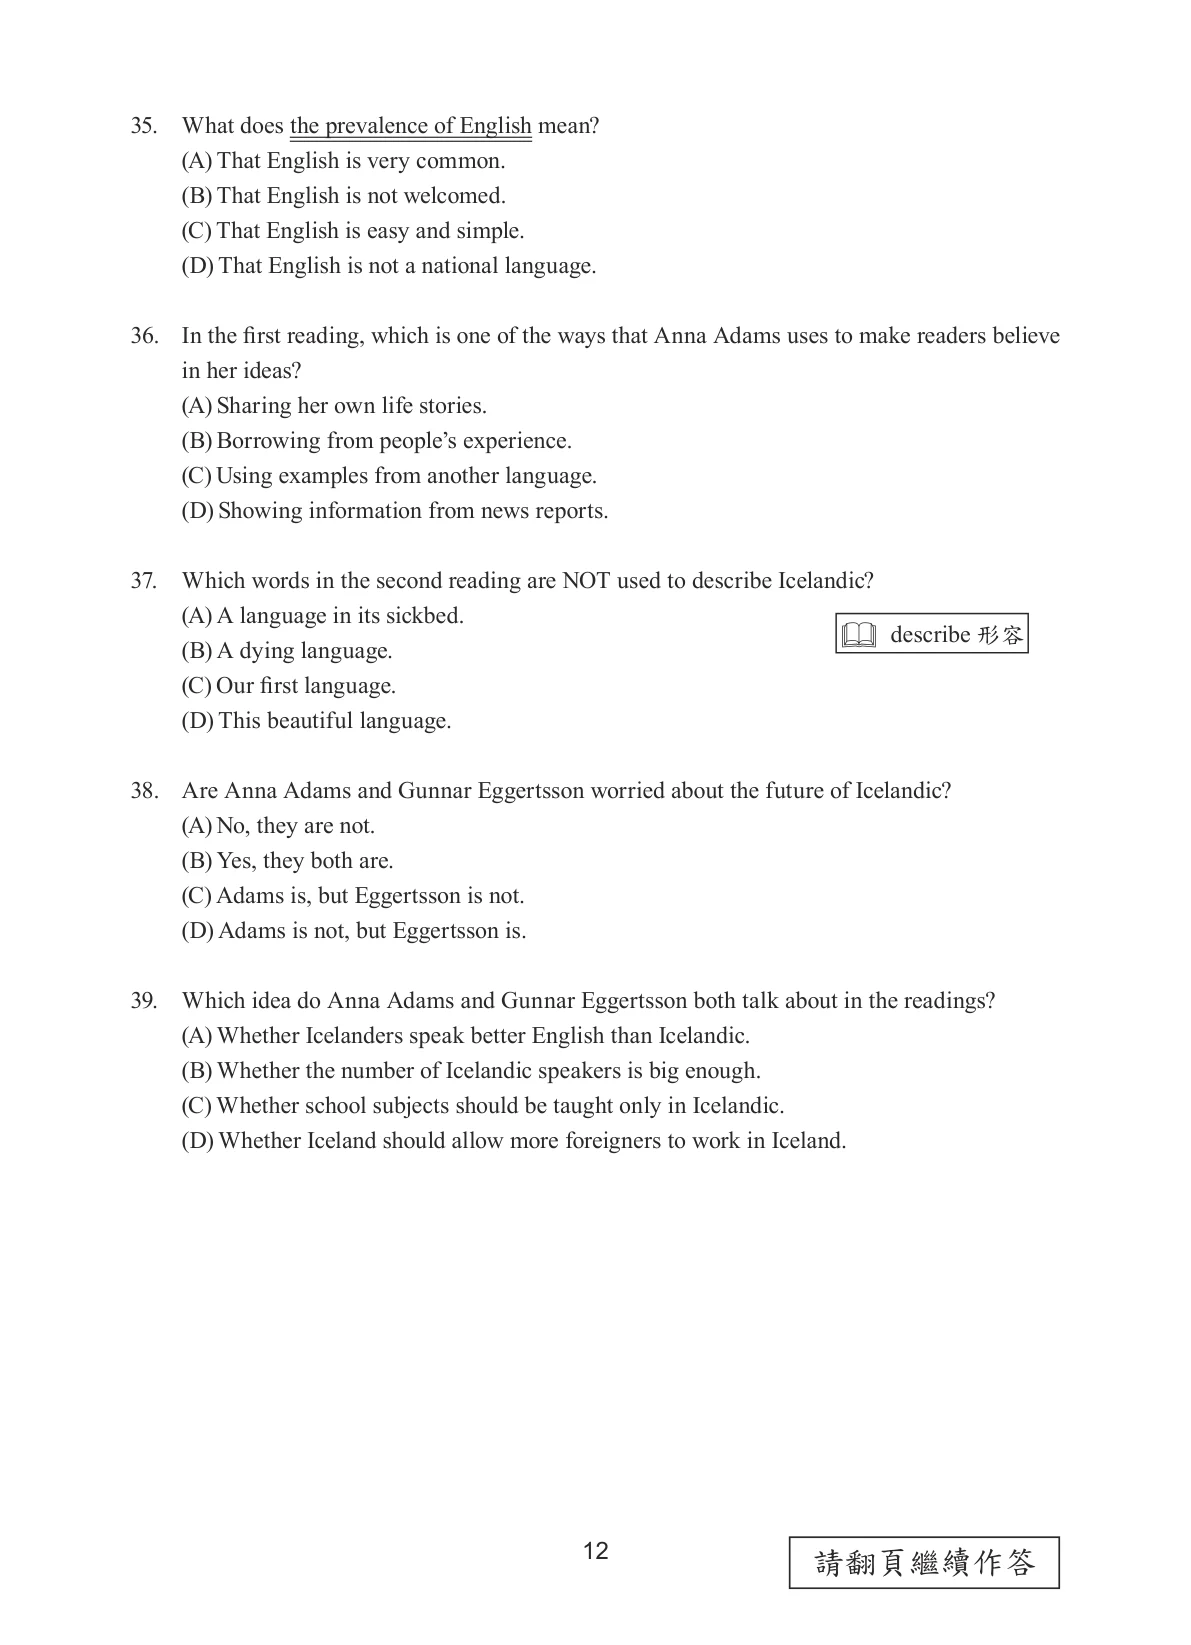 35. What does the prevalence of English mean?
(A) That English is very common.
(B) That English is not welcomed.
(C) That English is easy and simple.
(D) That English is not a national language.
36. In the first reading, which is one of the ways that Anna Adams uses to make readers believe
in her ideas?
(A) Sharing her own life stories.
(B) Borrowing from people's experience.
(C) Using examples from another language.
(D) Showing information from news reports.
37. Which words in the second reading are NOT used to describe Icelandic?
(A) A language in its sickbed.
describe 形容
(B) A dying language.
(C) Our first language.
(D) This beautiful language.
38. Are Anna Adams and Gunnar Eggertsson worried about the future of Icelandic?
(A) No, they are not.
(B) Yes, they both are.
(C) Adams is, but Eggertsson is not.
(D) Adams is not, but Eggertsson is.
39. Which idea do Anna Adams and Gunnar Eggertsson both talk about in the readings?
(A) Whether Icelanders speak better English than Icelandic.
(B) Whether the number of Icelandic speakers is big enough.
(C) Whether school subjects should be taught only in Icelandic.
(D) Whether Iceland should allow more foreigners to work in Iceland.
12
請翻頁繼續作答